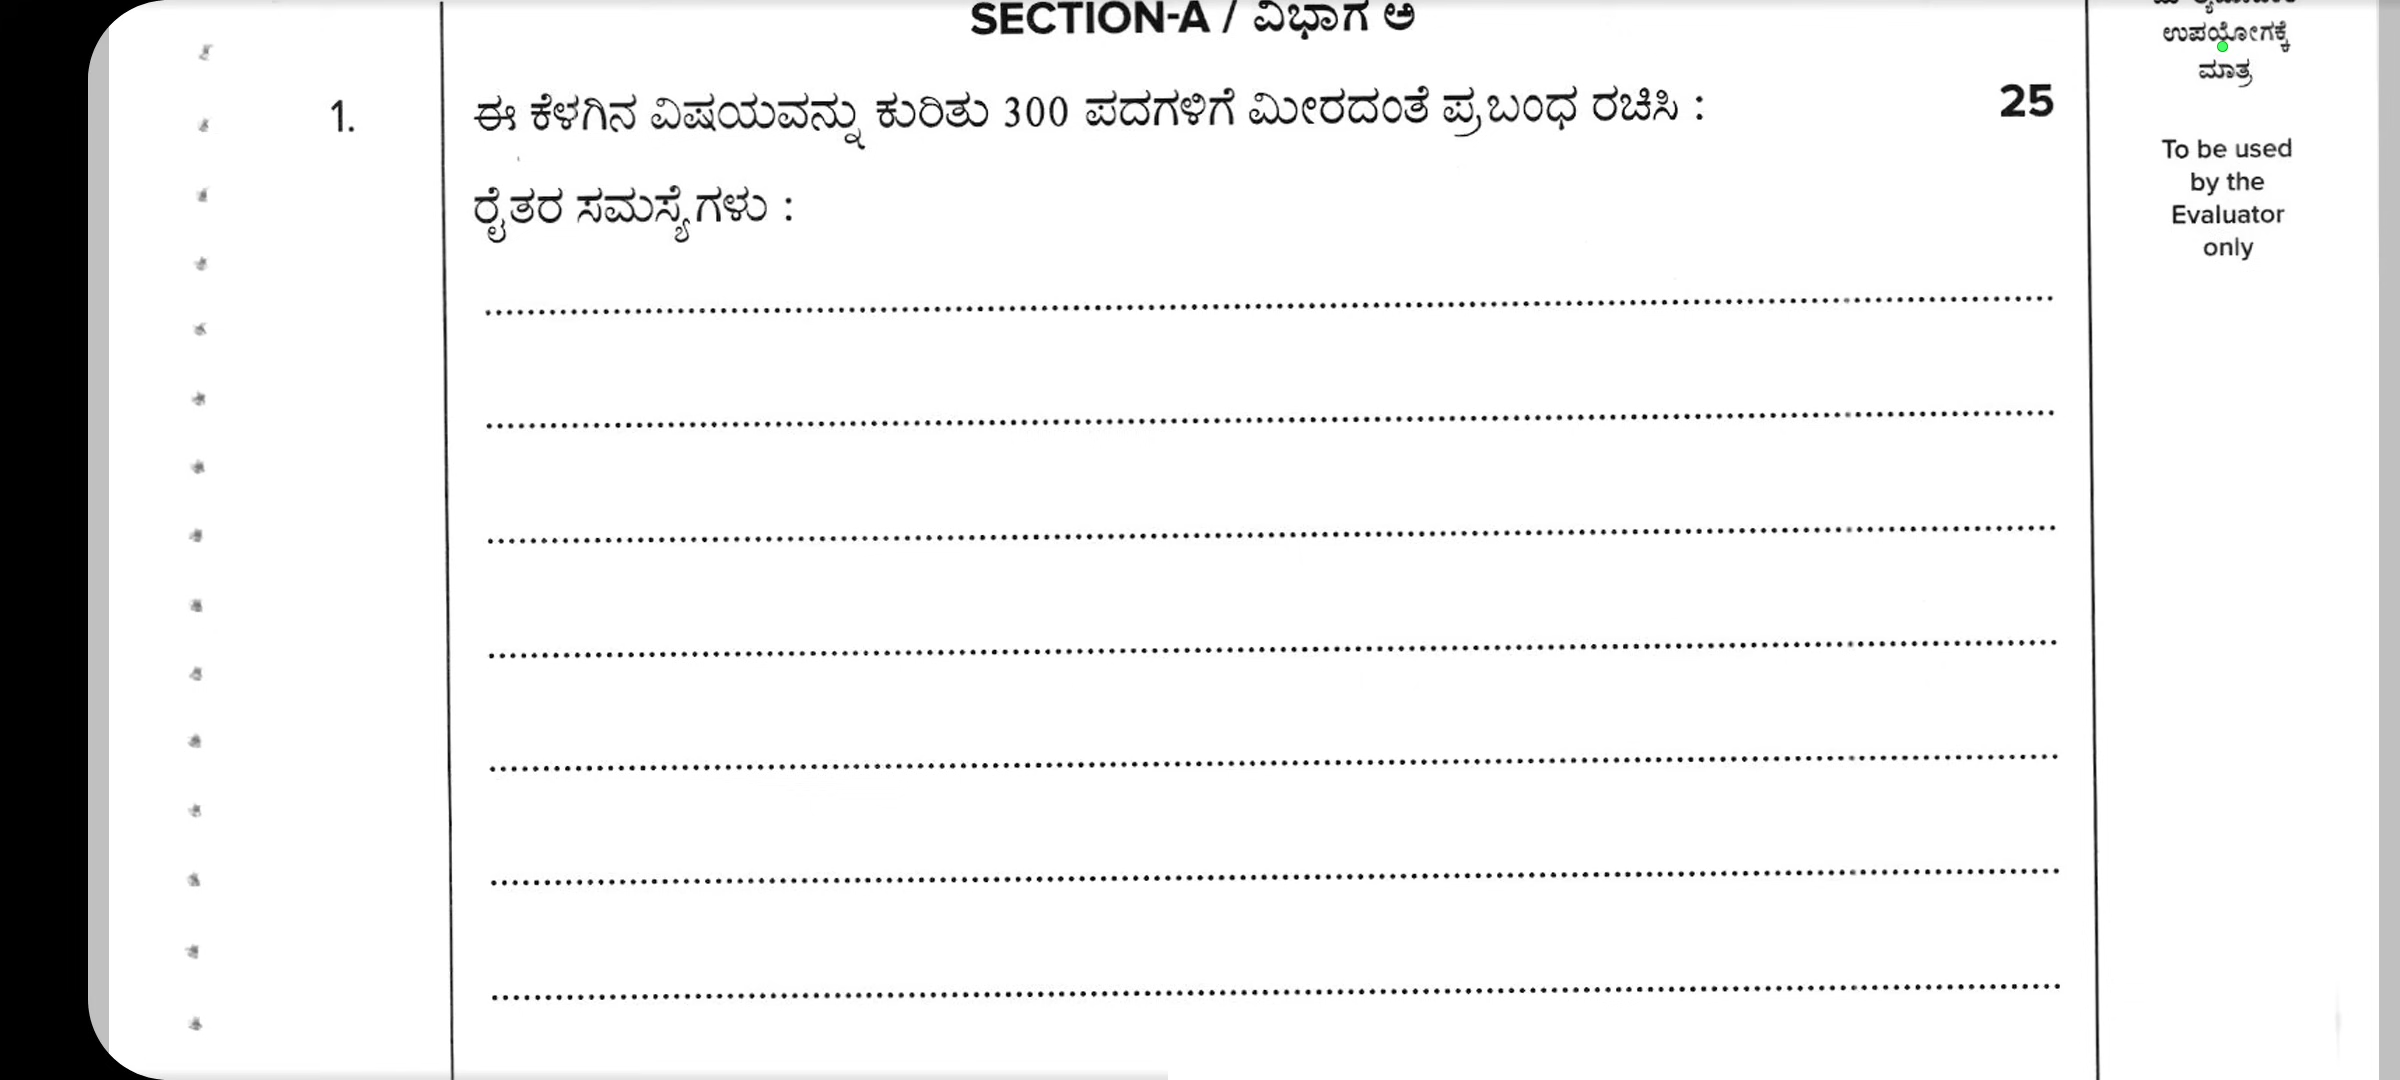 SECTION-A / ವಿಭಾಗ ಅ
ಉಪಯೋಗಕ್ಕೆ
ಮಾತ್ರ
1.
ಈ ಕೆಳಗಿನ ವಿಷಯವನ್ನು ಕುರಿತು 300 ಪದಗಳಿಗೆ ಮೀರದಂತೆ ಪ್ರಬಂಧ ರಚಿಸಿ :
25
ರೈತರ ಸಮಸ್ಯೆಗಳು :
To be used
by the
Evaluator
only